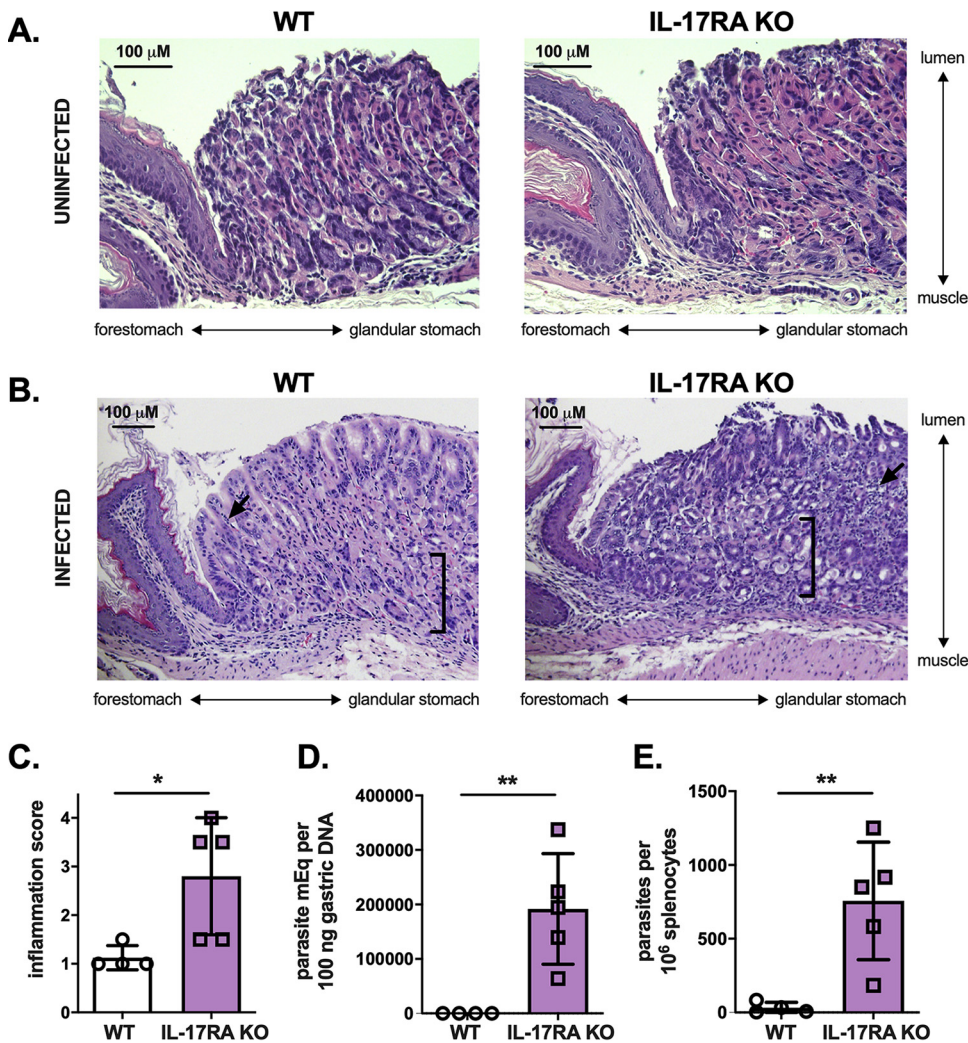 A.
WT
IL-17RA KO
UNINFECTED
100 μM
100 μM
lumen
muscle
forestomach
glandular stomach
forestomach
glandular stomach
B.
WT
IL-17RA KO
INFECTED
100 μM
100 μM
lumen
muscle
forestomach
glandular stomach
forestomach
glandular stomach
C.
*
inflammation score
4
3
2
1
0
WT
IL-17RA KO
D.
**
parasite mEq per
100 ng gastric DNA
400000
300000
200000
100000
0
WT
IL-17RA KO
E.
**
parasites per
10⁶ splenocytes
1500
1000
500
0
WT
IL-17RA KO